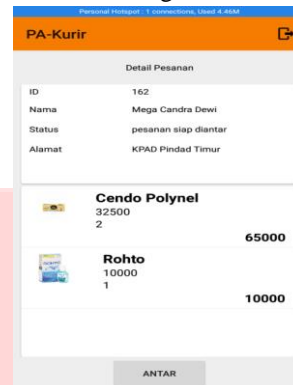 Personal Hotspot: 1 connections, Used 4.46M
PA-Kurir
Detail Pesanan
ID 162
Nama Mega Candra Dewi
Status pesanan siap diantar
Alamat KPAD Pindad Timur
Cendo Polynel
32500
2
65000
Rohto
10000
1
10000
ANTAR